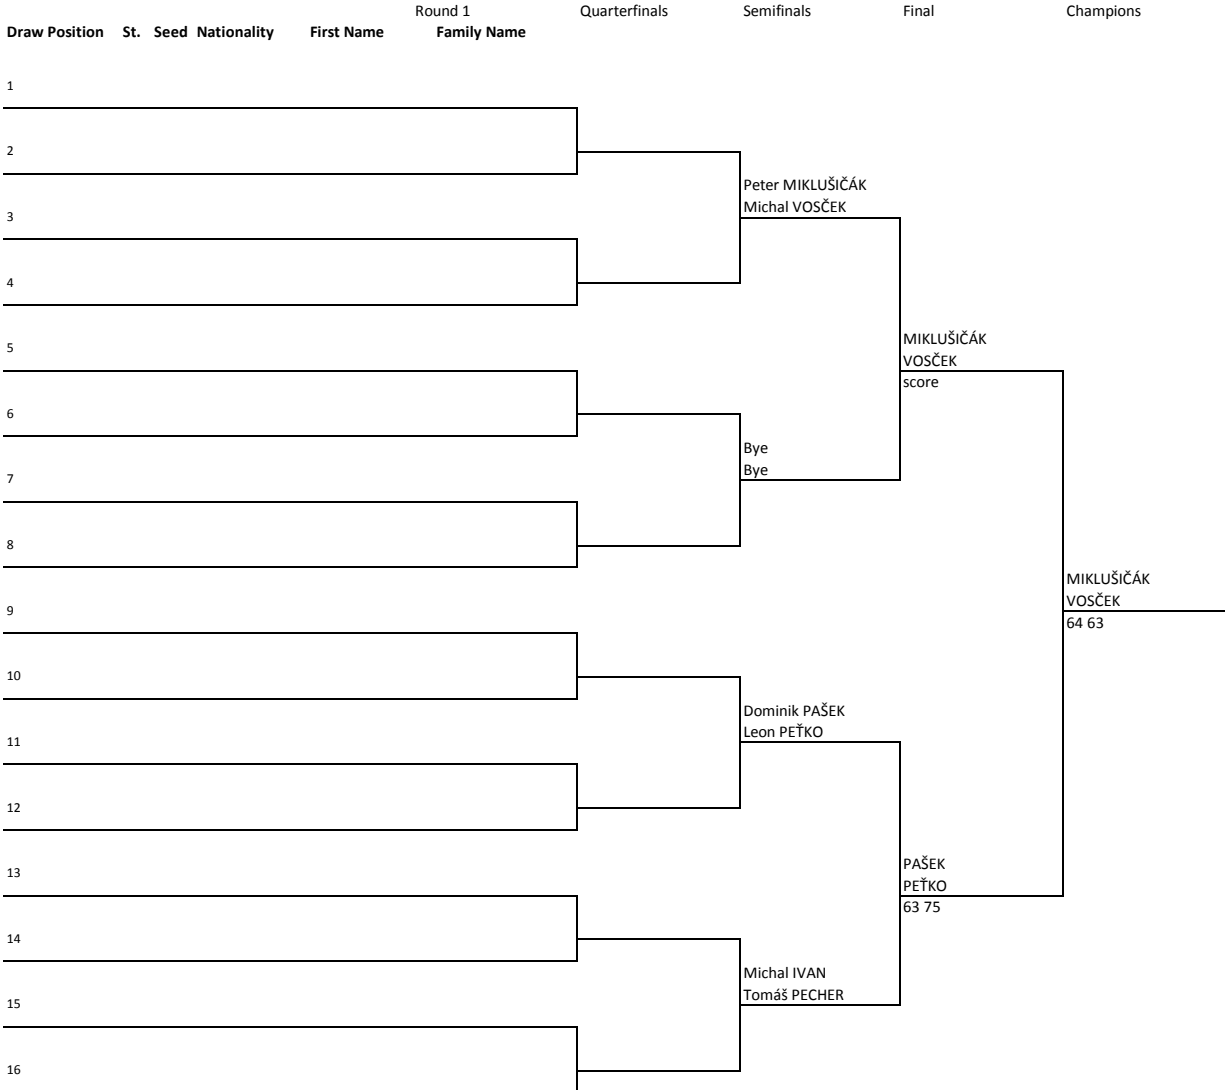 Round 1 Quarterfinals Semifinals Final Champions
Draw Position St. Seed Nationality First Name Family Name
1
2
Peter MIKLUŠIČÁK
Michal VOSČEK
3
4
5
MIKLUŠIČÁK
VOSČEK
score
6
Bye
Bye
7
8
MIKLUŠIČÁK
VOSČEK
64 63
9
10
Dominik PAŠEK
Leon PEŤKO
11
12
13
PAŠEK
PEŤKO
63 75
14
Michal IVAN
Tomáš PECHER
15
16